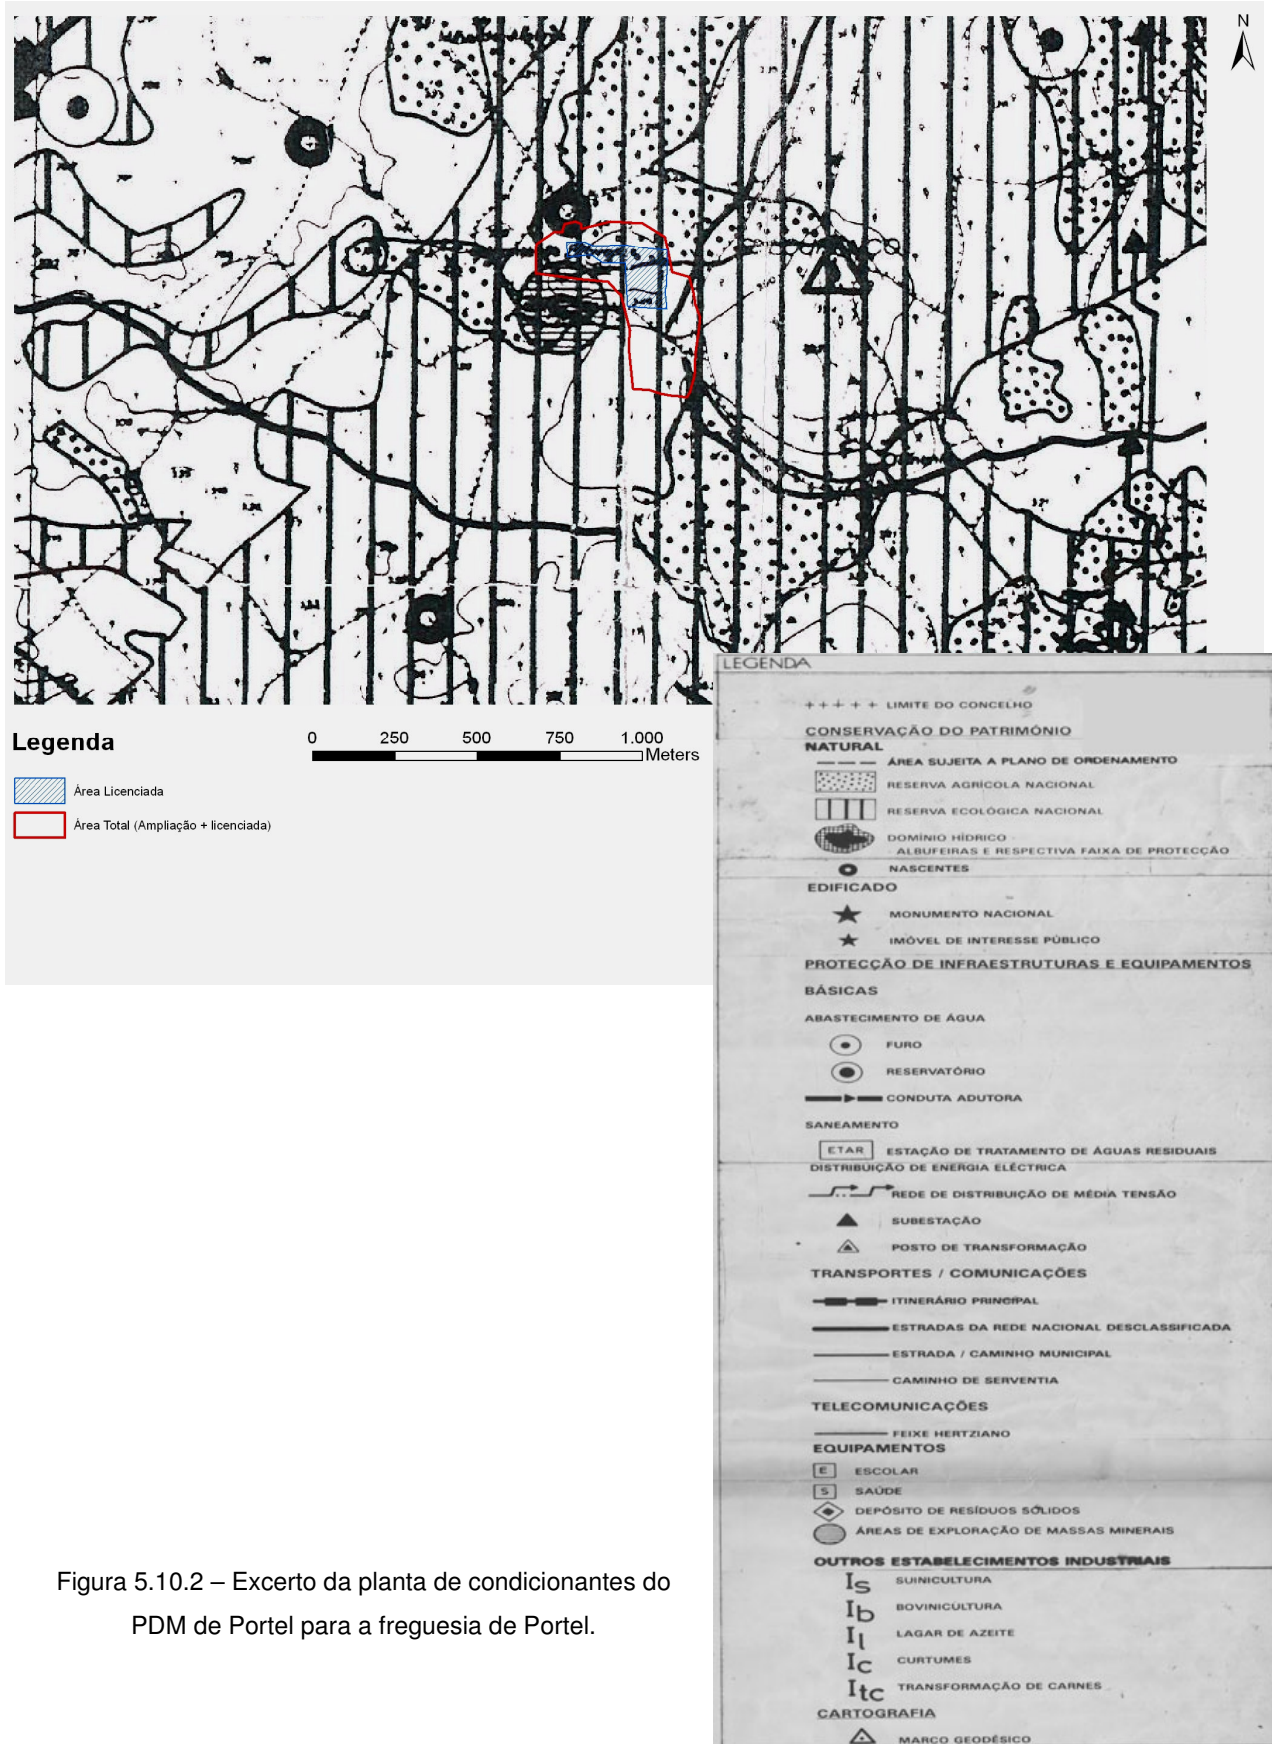 N
Legenda
0 250 500 750 1.000
Meters
Área Licenciada
Área Total (Ampliação + licenciada)
LEGENDA
+ + + + + LIMITE DO CONCELHO
CONSERVAÇÃO DO PATRIMÓNIO
NATURAL
ÁREA SUJEITA A PLANO DE ORDENAMENTO
RESERVA AGRÍCOLA NACIONAL
RESERVA ECOLÓGICA NACIONAL
DOMÍNIO HÍDRICO
ALBUFEIRAS E RESPECTIVA FAIXA DE PROTECÇÃO
NASCENTES
EDIFICADO
MONUMENTO NACIONAL
IMÓVEL DE INTERESSE PÚBLICO
PROTECÇÃO DE INFRAESTRUTURAS E EQUIPAMENTOS
BÁSICAS
ABASTECIMENTO DE ÁGUA
FURO
RESERVATÓRIO
CONDUTA ADUTORA
SANEAMENTO
ETAR ESTAÇÃO DE TRATAMENTO DE ÁGUAS RESIDUAIS
DISTRIBUIÇÃO DE ENERGIA ELÉCTRICA
REDE DE DISTRIBUIÇÃO DE MÉDIA TENSÃO
SUBESTAÇÃO
POSTO DE TRANSFORMAÇÃO
TRANSPORTES / COMUNICAÇÕES
ITINERÁRIO PRINCIPAL
ESTRADAS DA REDE NACIONAL DESCLASSIFICADA
ESTRADA / CAMINHO MUNICIPAL
CAMINHO DE SERVENTIA
TELECOMUNICAÇÕES
FEIXE HERTZIANO
EQUIPAMENTOS
E ESCOLAR
S SAÚDE
DEPÓSITO DE RESÍDUOS SÓLIDOS
ÁREAS DE EXPLORAÇÃO DE MASSAS MINERAIS
OUTROS ESTABELECIMENTOS INDUSTRIAIS
Is SUINICULTURA
Ib BOVINICULTURA
Il LAGAR DE AZEITE
Ic CURTUMES
Itc TRANSFORMAÇÃO DE CARNES
CARTOGRAFIA
MARCO GEODÉSICO
Figura 5.10.2 – Excerto da planta de condicionantes do
PDM de Portel para a freguesia de Portel.